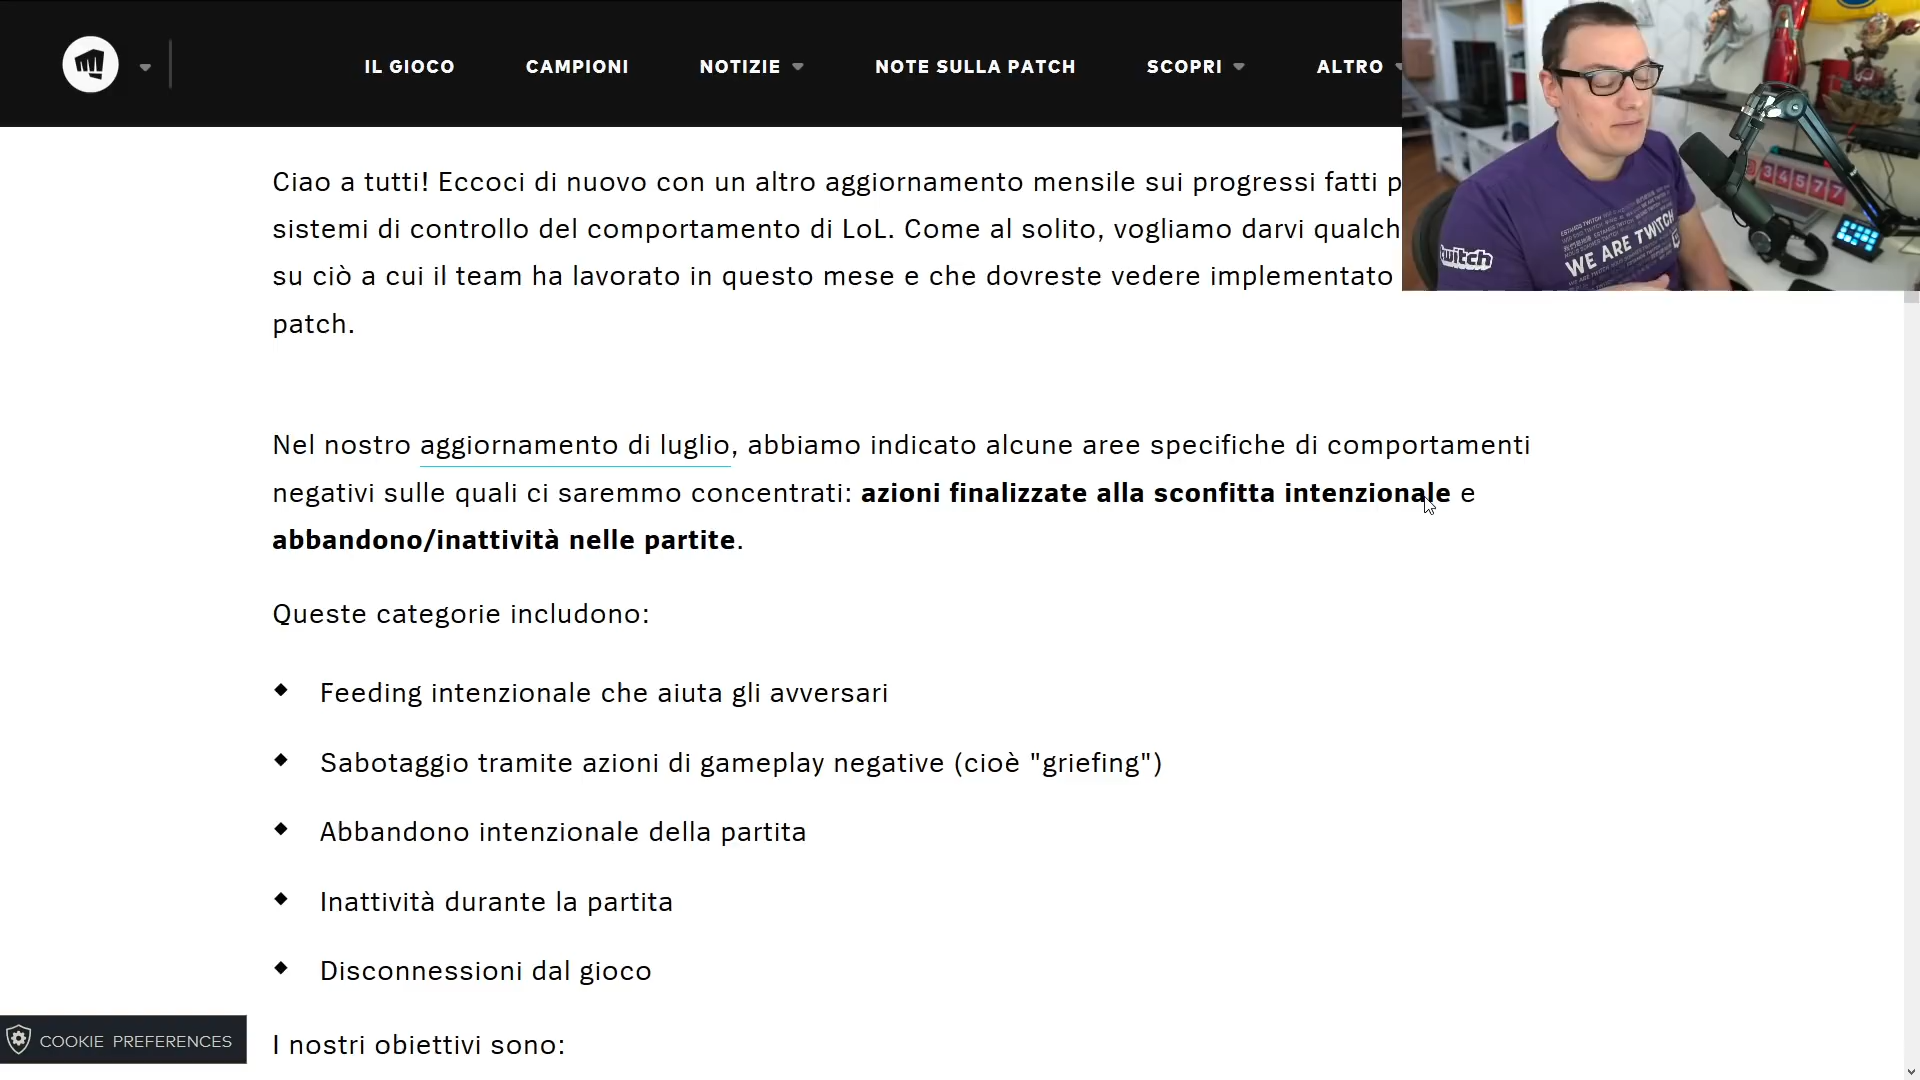 IL GIOCO CAMPIONI NOTIZIE NOTE SULLA PATCH SCOPRI ALTRO
Ciao a tutti! Eccoci di nuovo con un altro aggiornamento mensile sui progressi fatti p
sistemi di controllo del comportamento di LoL. Come al solito, vogliamo darvi qualch
su ciò a cui il team ha lavorato in questo mese e che dovreste vedere implementato
patch.
Nel nostro aggiornamento di luglio, abbiamo indicato alcune aree specifiche di comportamenti
negativi sulle quali ci saremmo concentrati: azioni finalizzate alla sconfitta intenzionale e
abbandono/inattività nelle partite.
Queste categorie includono:
Feeding intenzionale che aiuta gli avversari
Sabotaggio tramite azioni di gameplay negative (cioè "griefing")
Abbandono intenzionale della partita
Inattività durante la partita
Disconnessioni dal gioco
I nostri obiettivi sono:
COOKIE PREFERENCES
twitch
WE ARE TWITCH